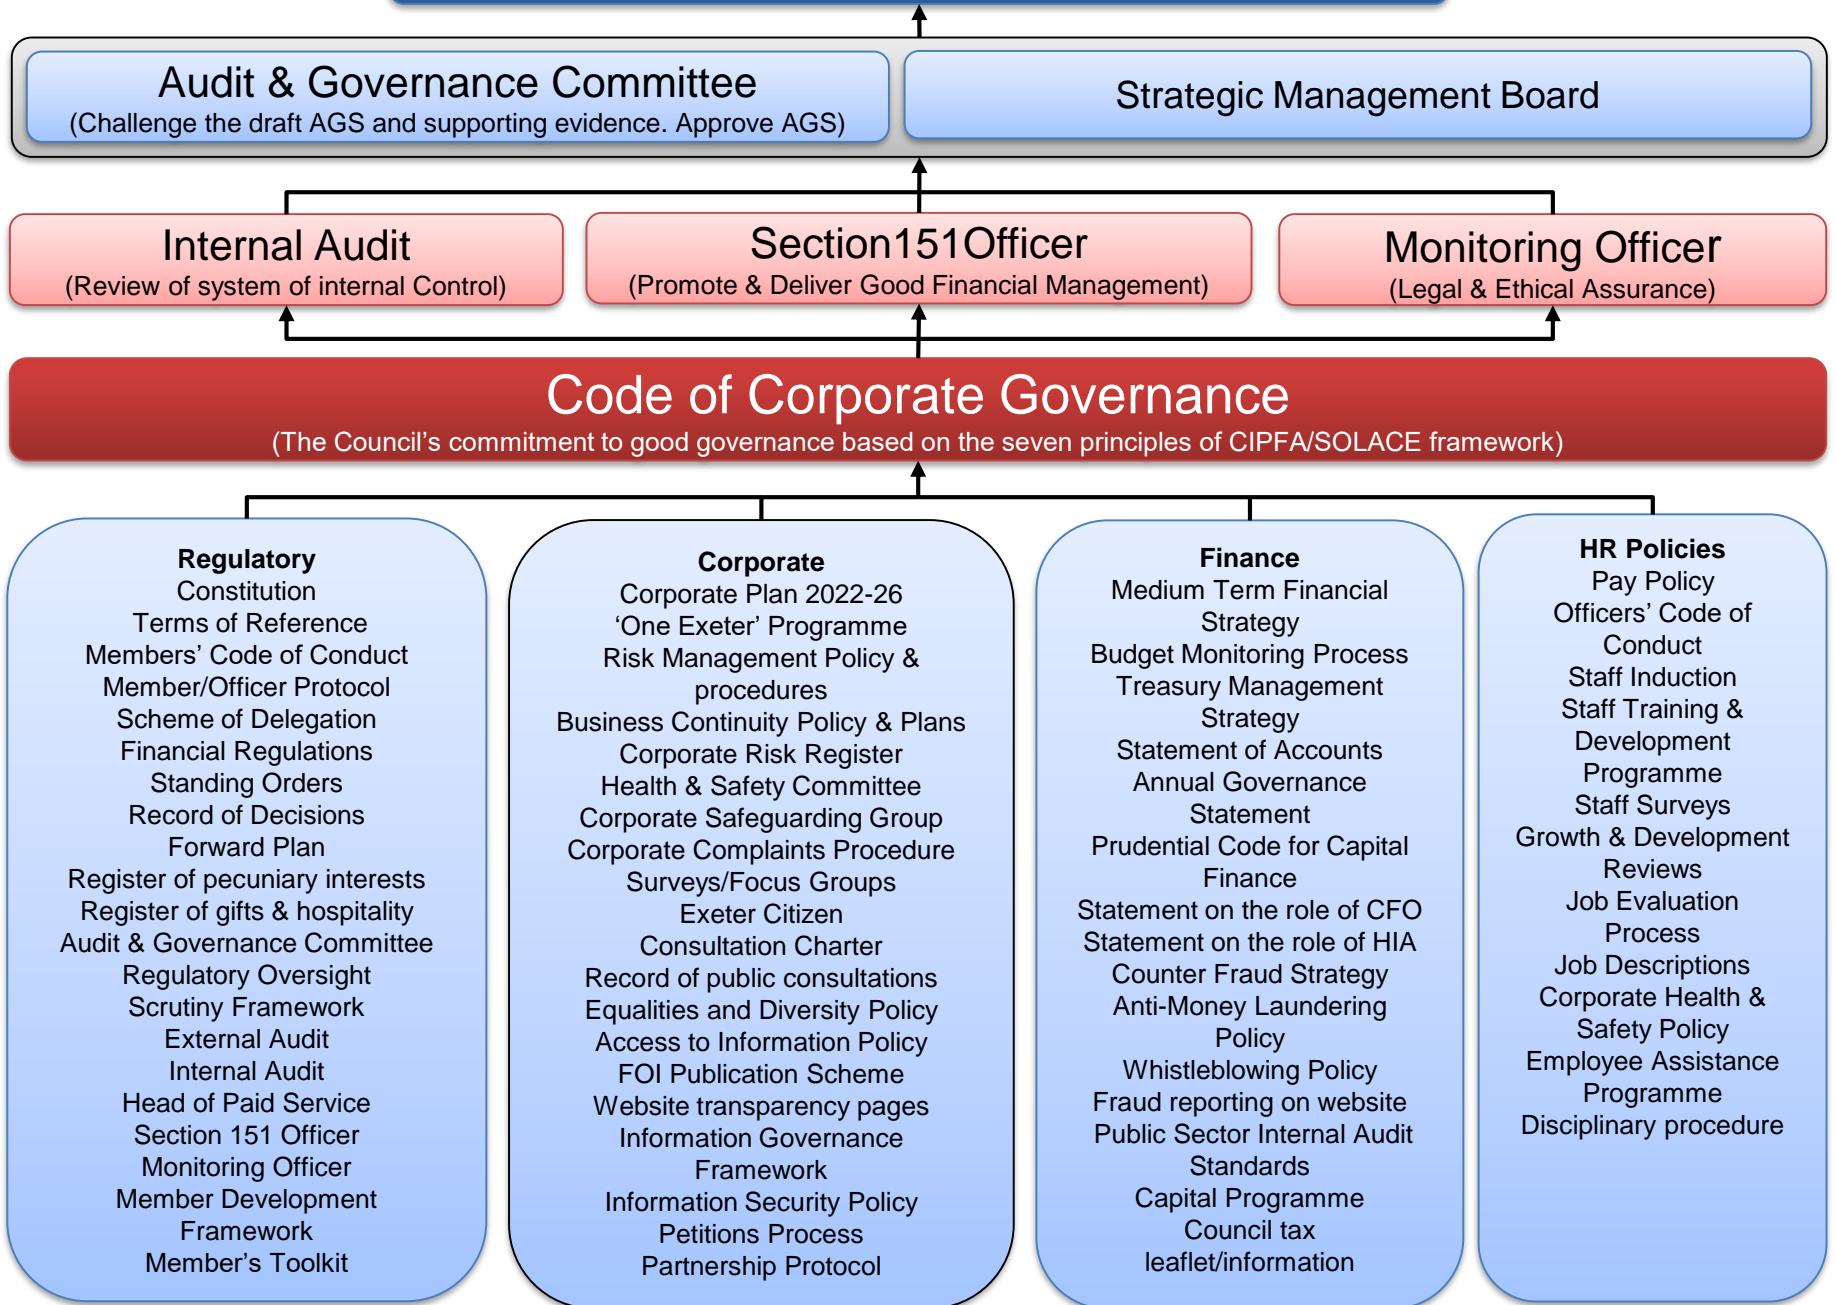 Audit & Governance Committee
(Challenge the draft AGS and supporting evidence. Approve AGS)
Strategic Management Board
Internal Audit
(Review of system of internal Control)
Section151Officer
(Promote & Deliver Good Financial Management)
Monitoring Officer
(Legal & Ethical Assurance)
Code of Corporate Governance
(The Council’s commitment to good governance based on the seven principles of CIPFA/SOLACE framework)
Regulatory
Constitution
Terms of Reference
Members’ Code of Conduct
Member/Officer Protocol
Scheme of Delegation
Financial Regulations
Standing Orders
Record of Decisions
Forward Plan
Register of pecuniary interests
Register of gifts & hospitality
Audit & Governance Committee
Regulatory Oversight
Scrutiny Framework
External Audit
Internal Audit
Head of Paid Service
Section 151 Officer
Monitoring Officer
Member Development
Framework
Member’s Toolkit
Corporate
Corporate Plan 2022-26
‘One Exeter’ Programme
Risk Management Policy &
procedures
Business Continuity Policy & Plans
Corporate Risk Register
Health & Safety Committee
Corporate Safeguarding Group
Corporate Complaints Procedure
Surveys/Focus Groups
Exeter Citizen
Consultation Charter
Record of public consultations
Equalities and Diversity Policy
Access to Information Policy
FOI Publication Scheme
Website transparency pages
Information Governance
Framework
Information Security Policy
Petitions Process
Partnership Protocol
Finance
Medium Term Financial
Strategy
Budget Monitoring Process
Treasury Management
Strategy
Statement of Accounts
Annual Governance
Statement
Prudential Code for Capital
Finance
Statement on the role of CFO
Statement on the role of HIA
Counter Fraud Strategy
Anti-Money Laundering
Policy
Whistleblowing Policy
Fraud reporting on website
Public Sector Internal Audit
Standards
Capital Programme
Council tax
leaflet/information
HR Policies
Pay Policy
Officers’ Code of
Conduct
Staff Induction
Staff Training &
Development
Programme
Staff Surveys
Growth & Development
Reviews
Job Evaluation
Process
Job Descriptions
Corporate Health &
Safety Policy
Employee Assistance
Programme
Disciplinary procedure